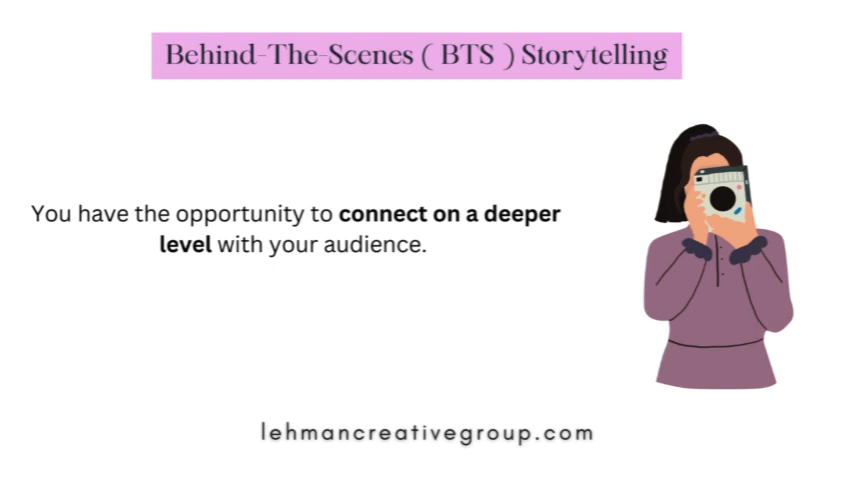 Behind-The-Scenes ( BTS ) Storytelling
You have the opportunity to connect on a deeper
level with your audience.
lehmancreativegroup.com